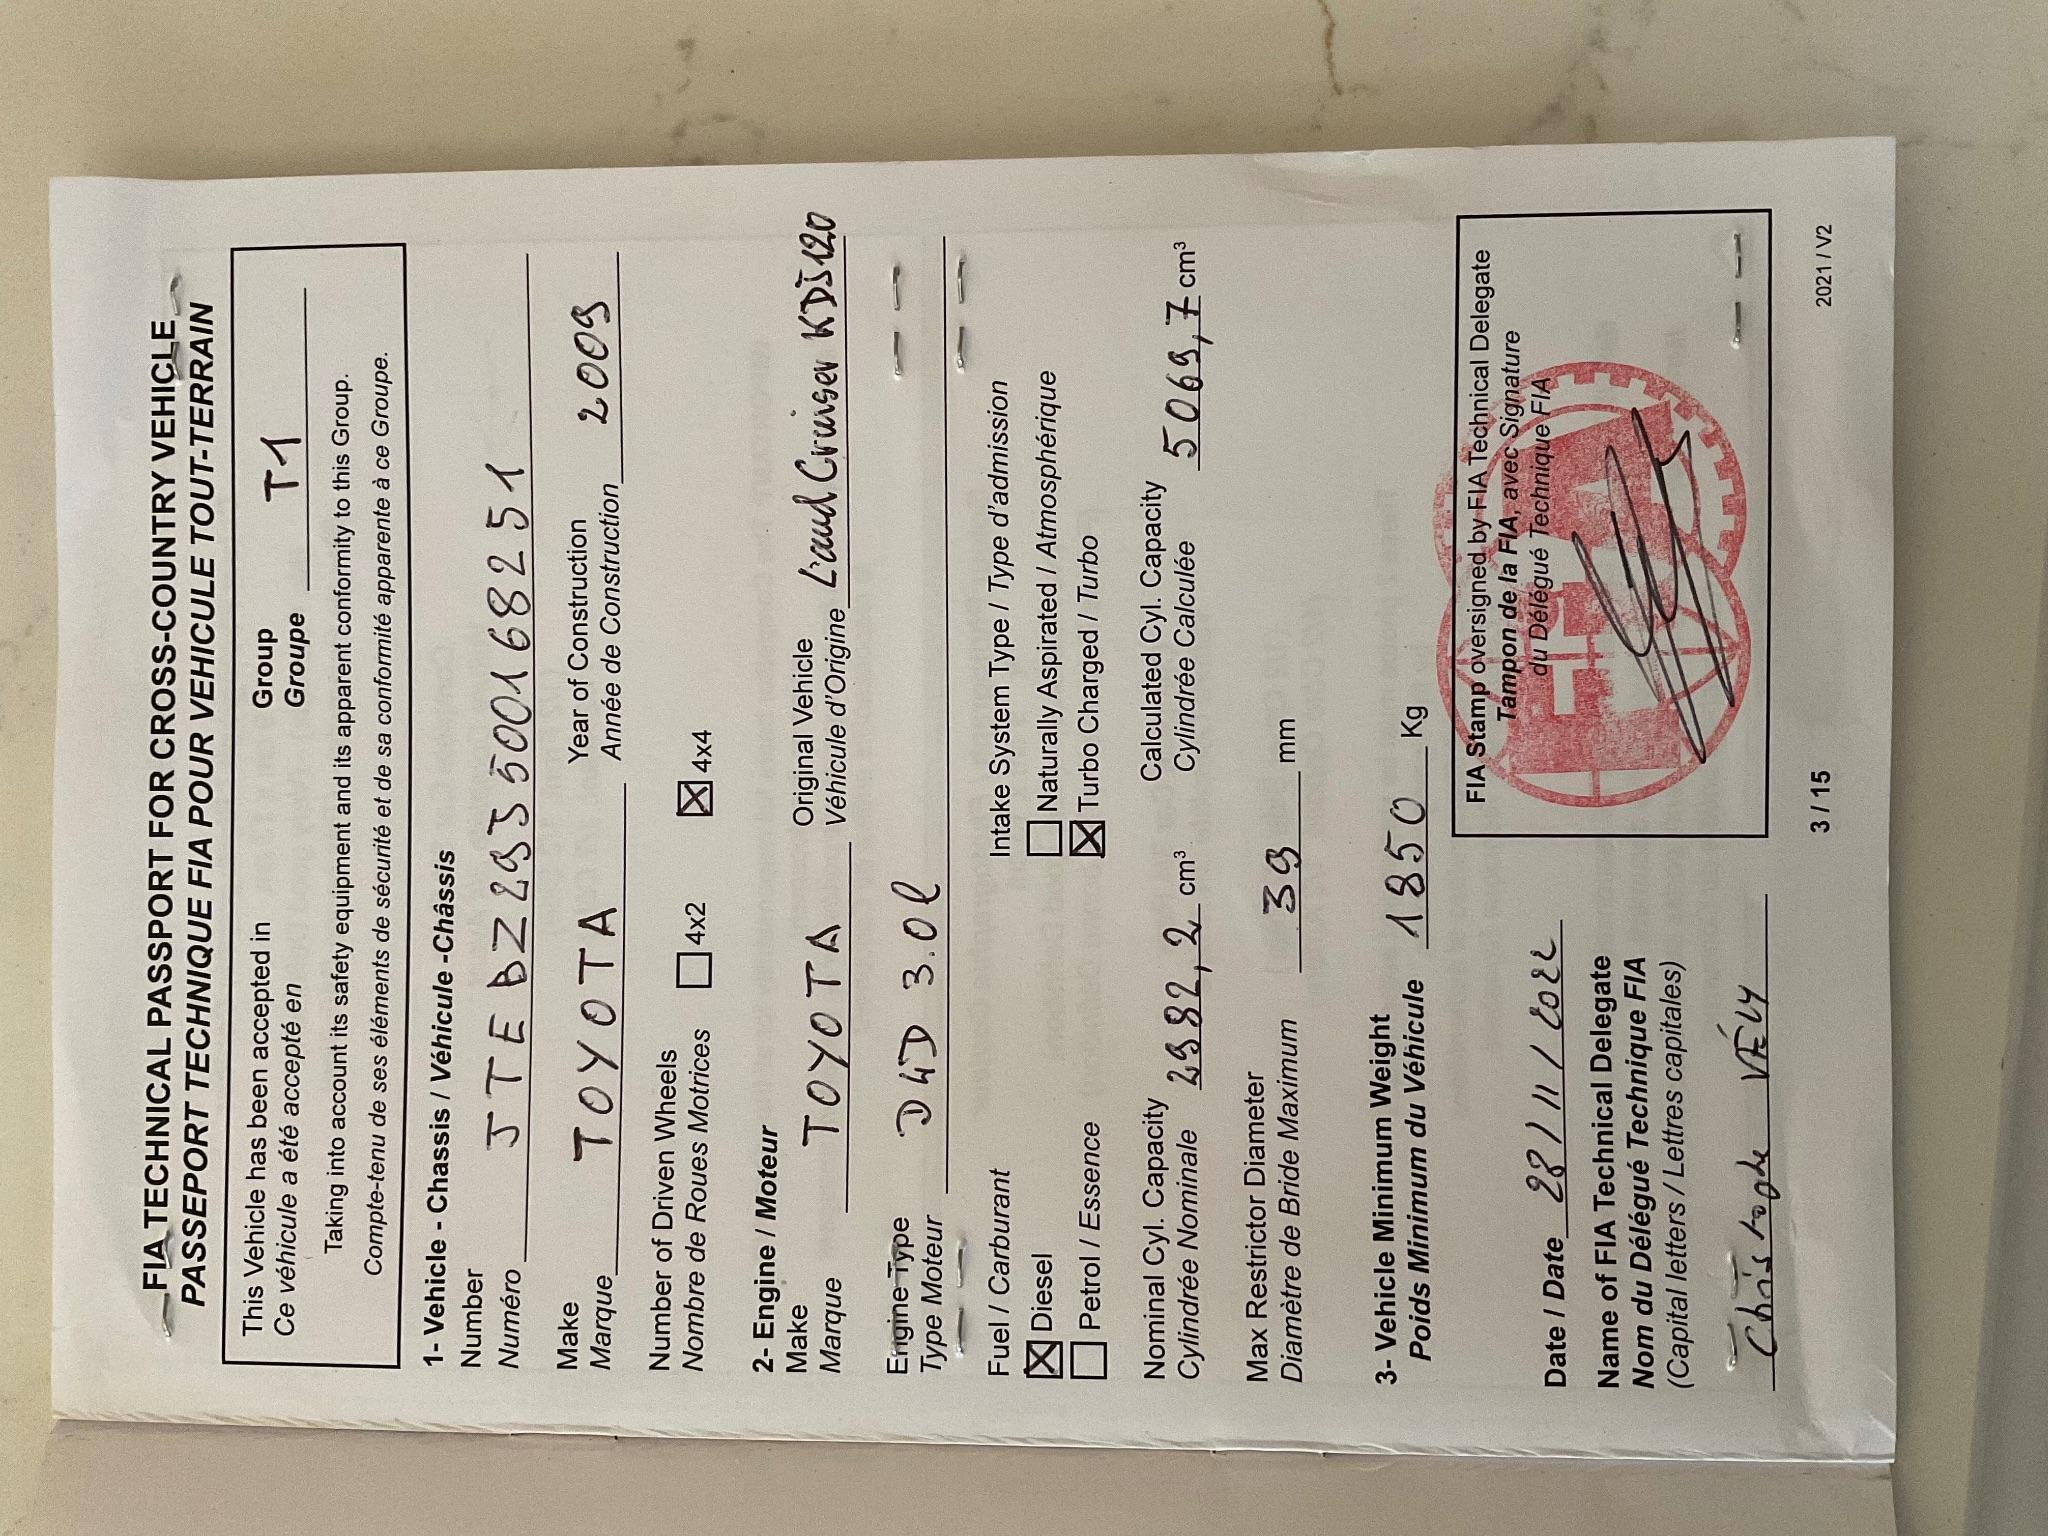 FIA TECHNICAL PASSPORT FOR CROSS-COUNTRY VEHICLE
PASSEPORT TECHNIQUE FIA POUR VEHICULE TOUT-TERRAIN
This Vehicle has been accepted in Group T1
Ce véhicule a été accepté en Groupe
Taking into account its safety equipment and its apparent conformity to this Group.
Compte-tenu de ses éléments de sécurité et de sa conformité apparente à ce Groupe.
1- Vehicle - Chassis / Véhicule -Châssis
Number
Numéro JTEBZ29J500168251
Make TOYOTA Year of Construction 2009
Marque Année de Construction
Number of Driven Wheels
Nombre de Roues Motrices ☐ 4x2 ☒ 4x4
2- Engine / Moteur
Make TOYOTA Original Vehicle
Marque Véhicule d'Origine Land Cruiser KDJ120
Engine Type D4D 3.0l
Type Moteur
Fuel / Carburant Intake System Type / Type d'admission
☒ Diesel ☐ Naturally Aspirated / Atmosphérique
☐ Petrol / Essence ☒ Turbo Charged / Turbo
Nominal Cyl. Capacity 2982,2 cm³ Calculated Cyl. Capacity 5069,7 cm³
Cylindrée Nominale Cylindrée Calculée
Max Restrictor Diameter 39 mm
Diamètre de Bride Maximum
3- Vehicle Minimum Weight 1850 Kg
Poids Minimum du Véhicule
FIA Stamp oversigned by FIA Technical Delegate
Tampon de la FIA, avec Signature
du Délégué Technique FIA
Date / Date 28/11/2022
Name of FIA Technical Delegate
Nom du Délégué Technique FIA
(Capital letters / Lettres capitales)
Christophe VÉLY
3 / 15
2021 / V2